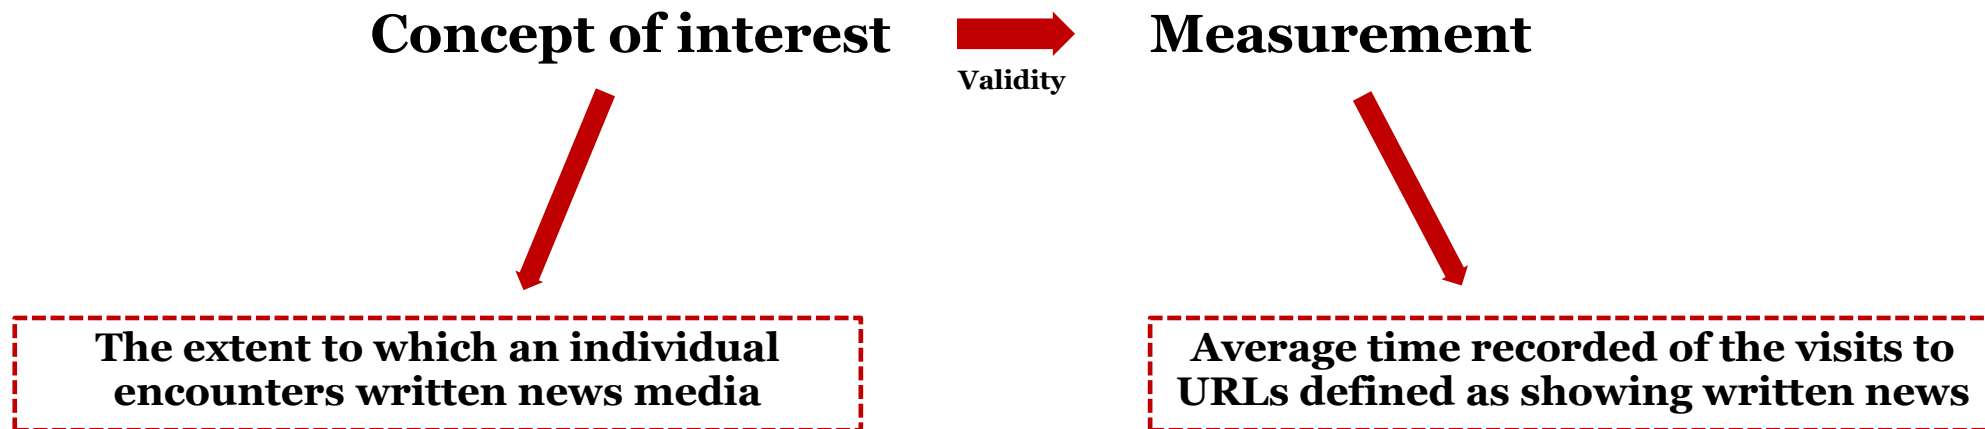 Concept of interest
Measurement
Validity
The extent to which an individual
encounters written news media
Average time recorded of the visits to
URLs defined as showing written news